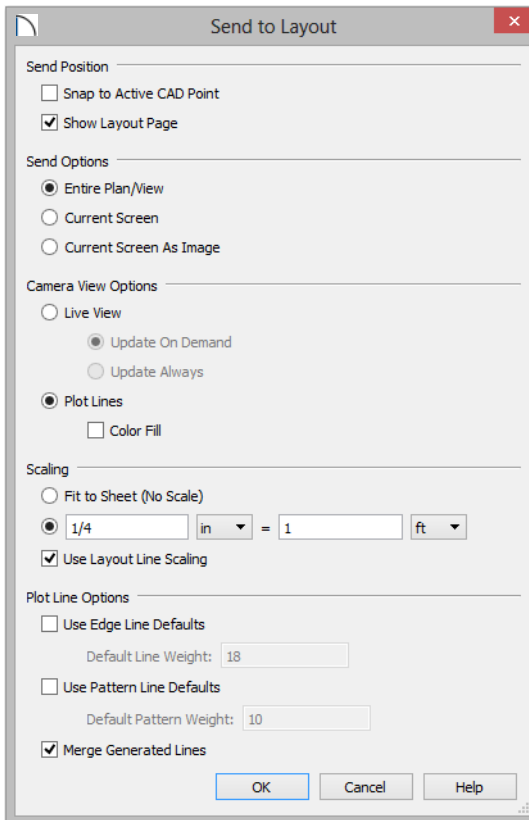 Send to Layout
Send Position
Snap to Active CAD Point
Show Layout Page
Send Options
Entire Plan/View
Current Screen
Current Screen As Image
Camera View Options
Live View
Update On Demand
Update Always
Plot Lines
Color Fill
Scaling
Fit to Sheet (No Scale)
1/4 in = 1 ft
Use Layout Line Scaling
Plot Line Options
Use Edge Line Defaults
Default Line Weight: 18
Use Pattern Line Defaults
Default Pattern Weight: 10
Merge Generated Lines
OK Cancel Help